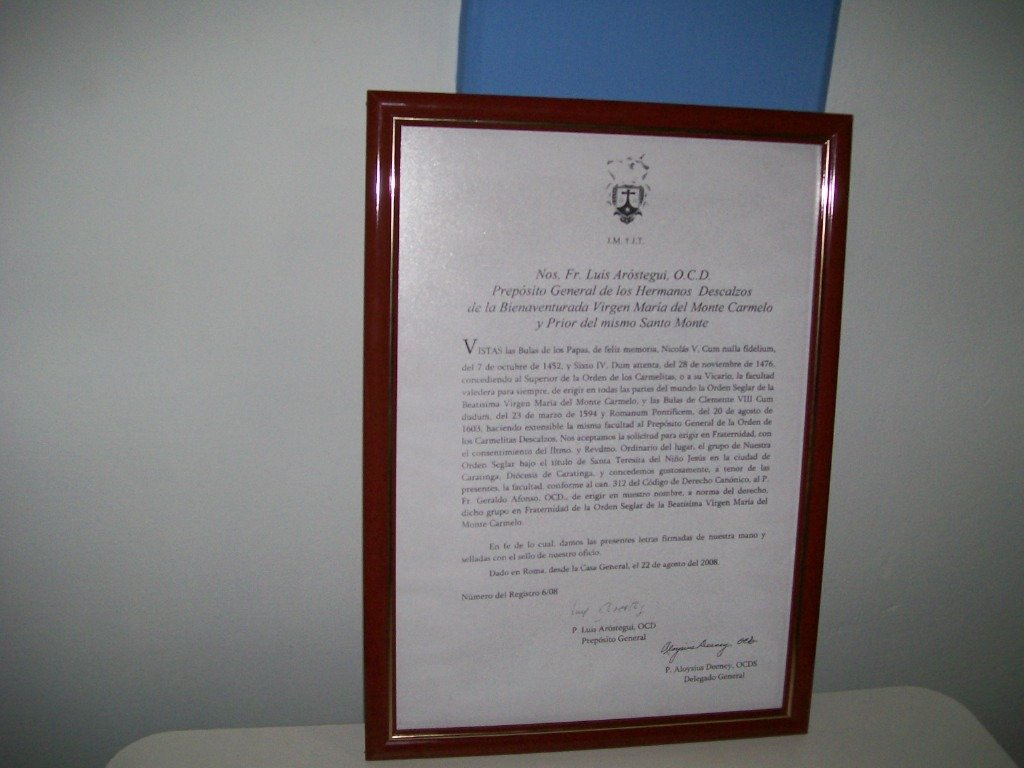 J.M. † J.T.
Nos. Fr. Luis Aróstegui, O.C.D.
Prepósito General de los Hermanos Descalzos
de la Bienaventurada Virgen María del Monte Carmelo
y Prior del mismo Santo Monte
VISTAS las Bulas de los Papas, de feliz memoria, Nicolás V, Cum nulla fidelium,
del 7 de octubre de 1452, y Sixto IV, Dum attenta, del 28 de noviembre de 1476,
concediendo al Superior de la Orden de los Carmelitas, o a su Vicario, la facultad
valedera para siempre, de erigir en todas las partes del mundo la Orden Seglar de la
Beatísima Virgen María del Monte Carmelo, y las Bulas de Clemente VIII Cum
dudum, del 23 de marzo de 1594 y Romanum Pontificem, del 20 de agosto de
1603, haciendo extensible la misma facultad al Prepósito General de la Orden de
los Carmelitas Descalzos. Nos aceptamos la solicitud para erigir en Fraternidad, con
el consentimiento del Ilrmo. y Revdmo. Ordinario del lugar, el grupo de Nuestra
Orden Seglar bajo el título de Santa Teresita del Niño Jesús en la ciudad de
Caratinga, Diócesis de Caratinga, y concedemos gustosamente, a tenor de las
presentes, la facultad, conforme al can. 312 del Código de Derecho Canónico, al P.
Fr. Geraldo Afonso, OCD., de erigir en nuestro nombre, a norma del derecho,
dicho grupo en Fraternidad de la Orden Seglar de la Beatísima Virgen María del
Monte Carmelo.
En fe de lo cual, damos las presentes letras firmadas de nuestra mano y
selladas con el sello de nuestro oficio.
Dado en Roma, desde la Casa General, el 22 de agosto del 2008.
Número del Registro 6/08
P. Luis Aróstegui, OCD
Prepósito General
Aloysius Deeney, OCD
P. Aloysius Deeney, OCDS
Delegado General